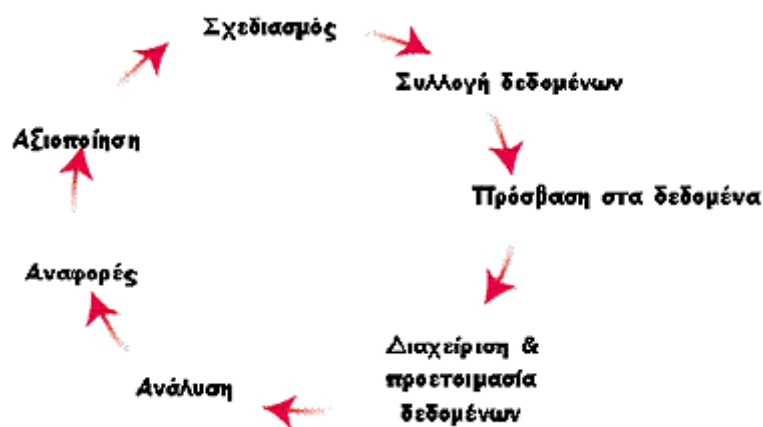 Σχεδιασμός
Συλλογή δεδομένων
Πρόσβαση στα δεδομένα
Διαχείριση &
προετοιμασία
δεδομένων
Ανάλυση
Αναφορές
Αξιοποίηση